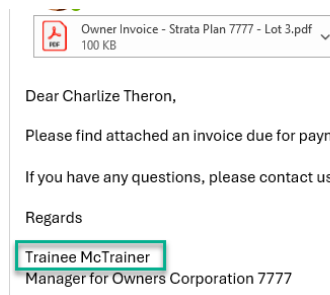 Owner Invoice - Strata Plan 7777 - Lot 3.pdf
PDF
100 KB
Dear Charlize Theron,
Please find attached an invoice due for
If you have any questions, please contact us
Regards
Trainee McTrainer
Manager for Owners Corporation 7777